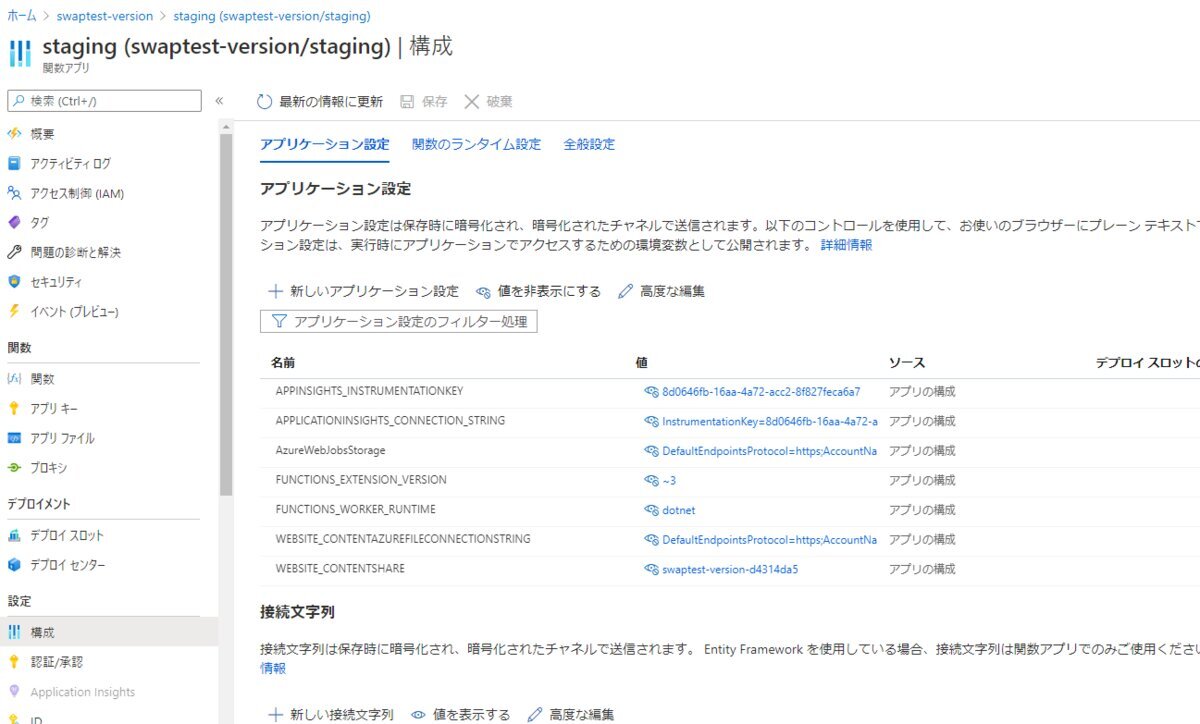 ホーム > swaptest-version > staging (swaptest-version/staging)
staging (swaptest-version/staging) | 構成
関数アプリ
検索 (Ctrl+/)
«
最新の情報に更新 保存 破棄
概要
アクティビティ ログ
アクセス制御 (IAM)
タグ
問題の診断と解決
セキュリティ
イベント (プレビュー)
関数
関数
アプリ キー
アプリ ファイル
プロキシ
デプロイメント
デプロイ スロット
デプロイ センター
設定
構成
認証/承認
Application Insights
ID
アプリケーション設定 関数のランタイム設定 全般設定
アプリケーション設定
アプリケーション設定は保存時に暗号化され、暗号化されたチャネルで送信されます。以下のコントロールを使用して、お使いのブラウザーにプレーン テキストで
ション設定は、実行時にアプリケーションでアクセスするための環境変数として公開されます。 詳細情報
新しいアプリケーション設定 値を非表示にする 高度な編集
アプリケーション設定のフィルター処理
名前 値 ソース デプロイ スロットの
APPINSIGHTS_INSTRUMENTATIONKEY 8d0646fb-16aa-4a72-acc2-8f827feca6a7 アプリの構成
APPLICATIONINSIGHTS_CONNECTION_STRING InstrumentationKey=8d0646fb-16aa-4a72-a アプリの構成
AzureWebJobsStorage DefaultEndpointsProtocol=https;AccountNa アプリの構成
FUNCTIONS_EXTENSION_VERSION ~3 アプリの構成
FUNCTIONS_WORKER_RUNTIME dotnet アプリの構成
WEBSITE_CONTENTAZUREFILECONNECTIONSTRING DefaultEndpointsProtocol=https;AccountNa アプリの構成
WEBSITE_CONTENTSHARE swaptest-version-d4314da5 アプリの構成
接続文字列
接続文字列は保存時に暗号化され、暗号化されたチャネルで送信されます。 Entity Framework を使用している場合、接続文字列は関数アプリでのみご使用くださ
情報
新しい接続文字列 値を表示する 高度な編集